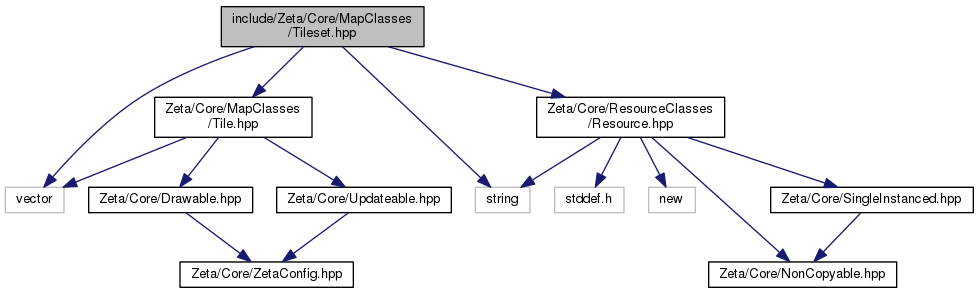 include/Zeta/Core/MapClasses
/Tileset.hpp
Zeta/Core/MapClasses
/Tile.hpp
Zeta/Core/ResourceClasses
/Resource.hpp
vector
Zeta/Core/Drawable.hpp
Zeta/Core/Updateable.hpp
string
stddef.h
new
Zeta/Core/SingleInstanced.hpp
Zeta/Core/ZetaConfig.hpp
Zeta/Core/NonCopyable.hpp